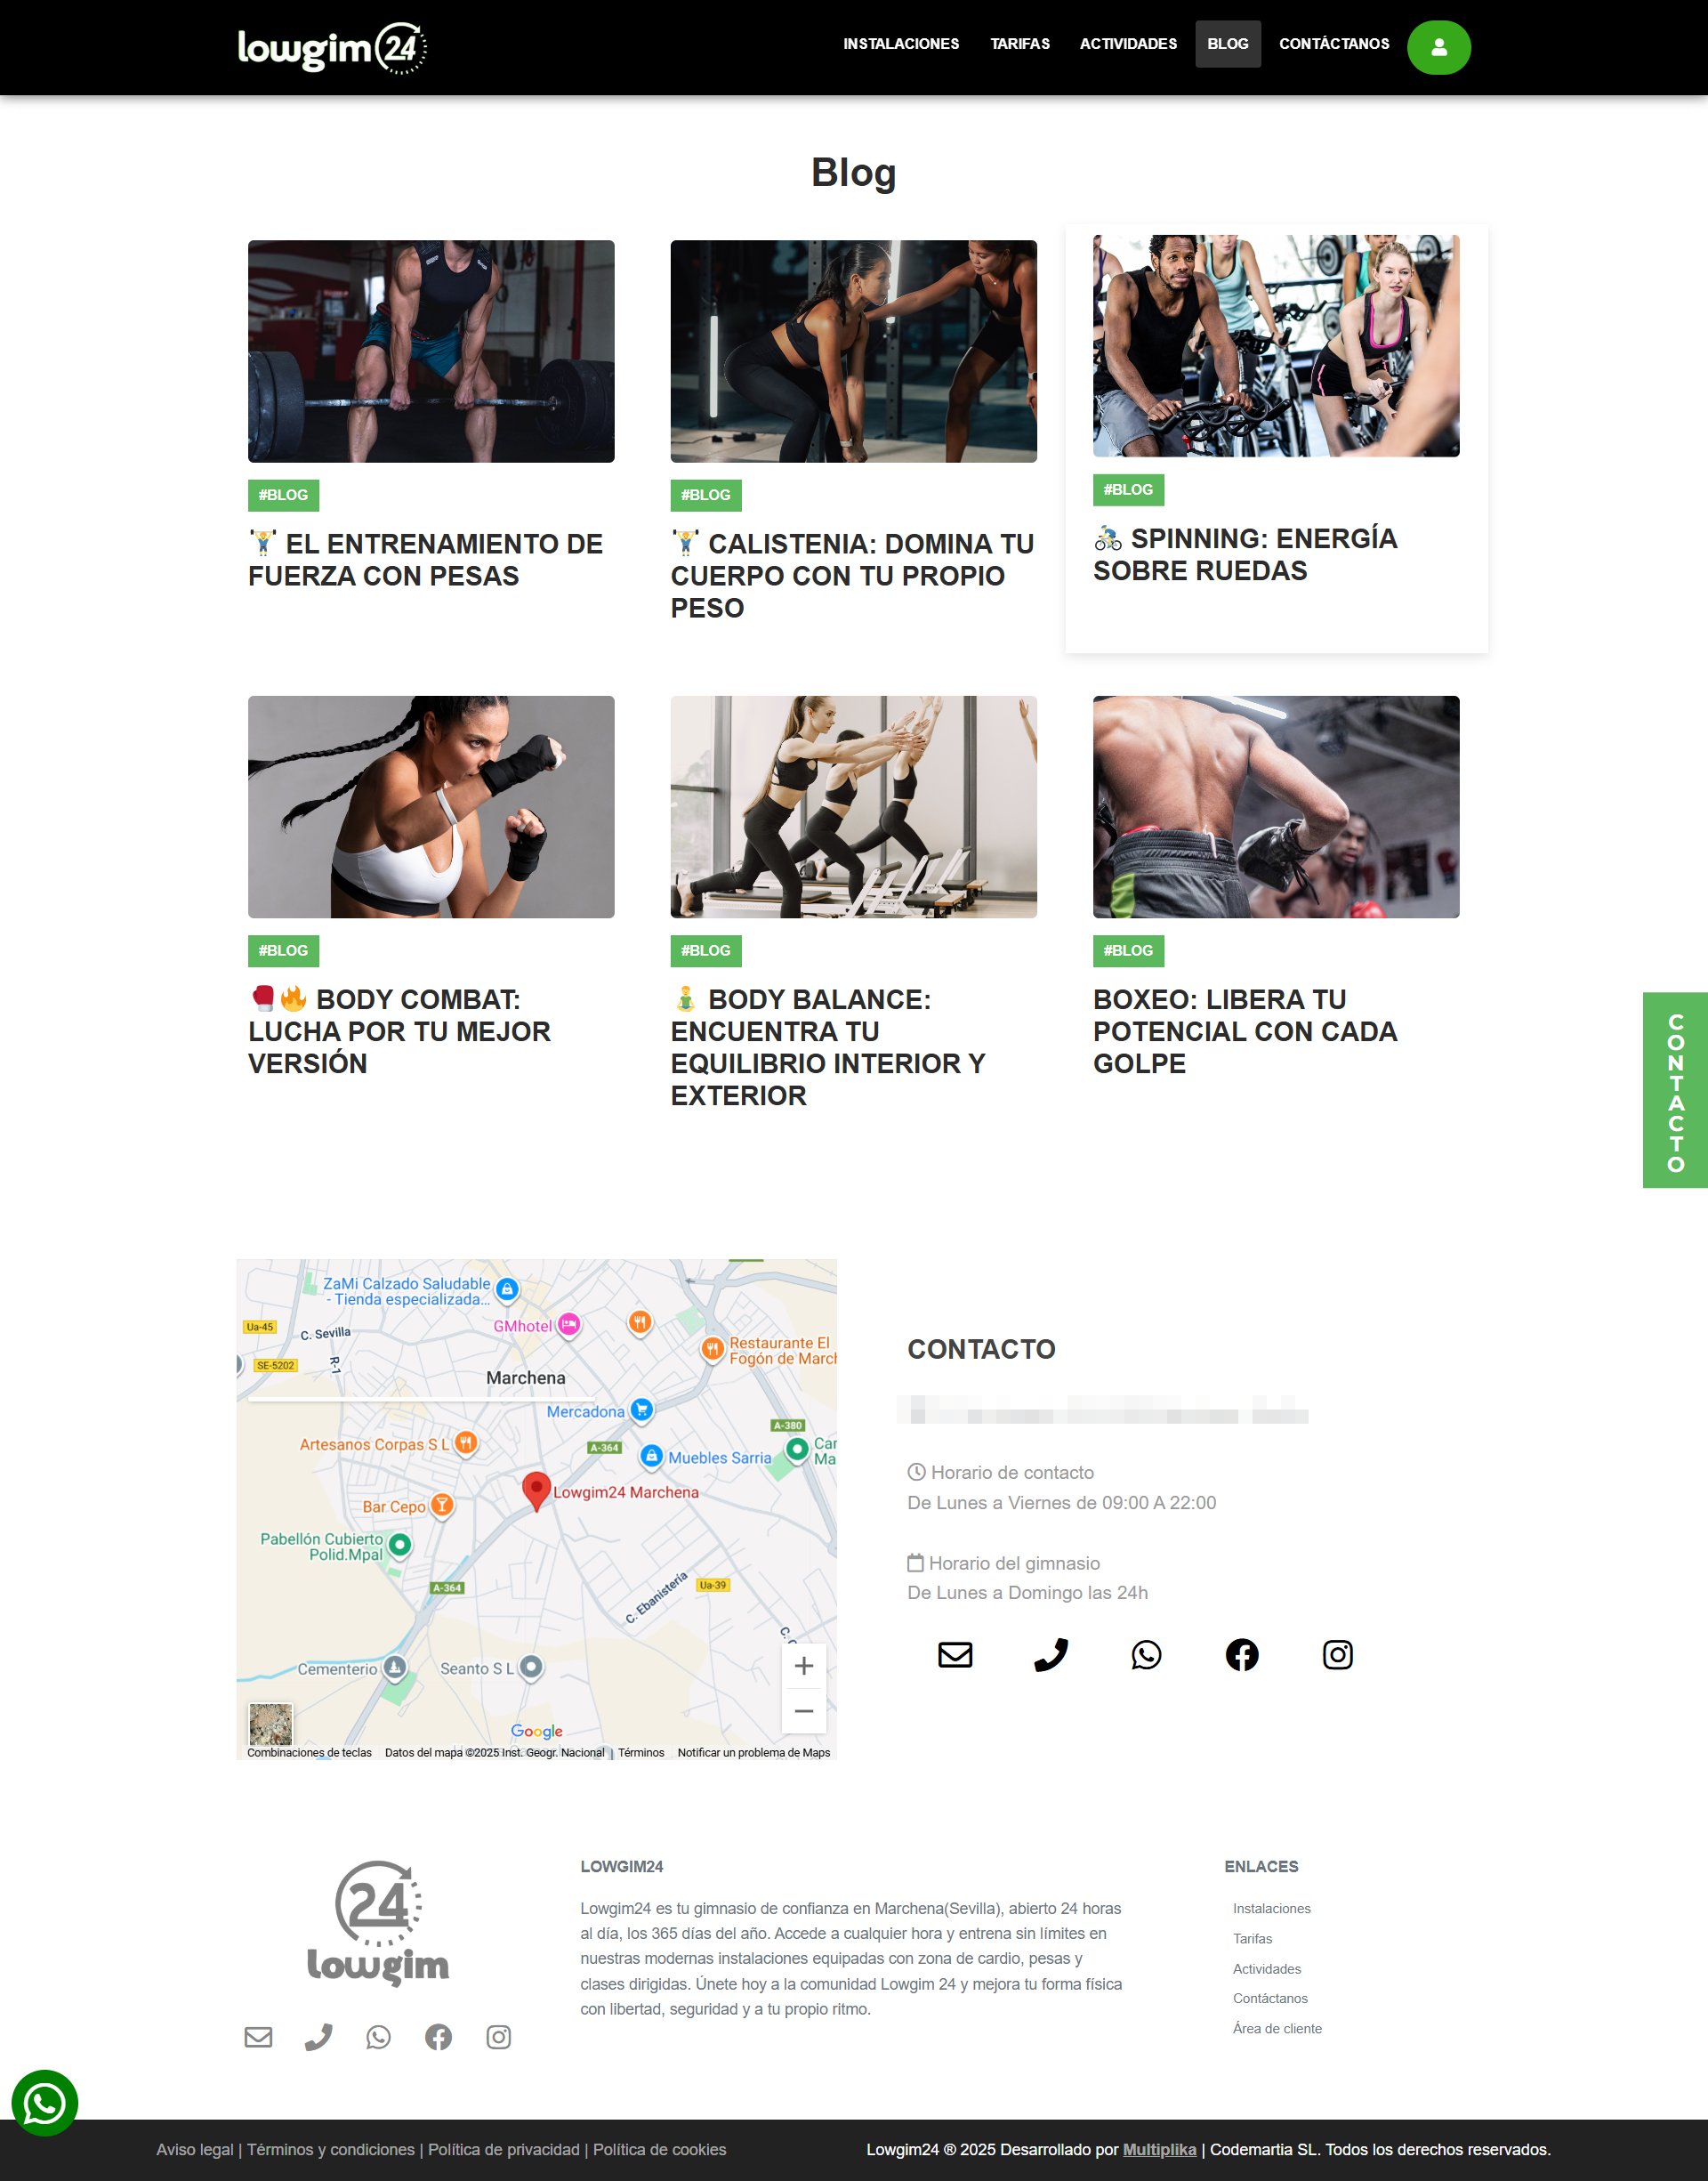 lowgim 24
INSTALACIONES TARIFAS ACTIVIDADES BLOG CONTÁCTANOS
Blog
#BLOG
🏋️ EL ENTRENAMIENTO DE
FUERZA CON PESAS
#BLOG
🏋️ CALISTENIA: DOMINA TU
CUERPO CON TU PROPIO
PESO
#BLOG
🚴 SPINNING: ENERGÍA
SOBRE RUEDAS
#BLOG
🥊🔥 BODY COMBAT:
LUCHA POR TU MEJOR
VERSIÓN
#BLOG
🧘 BODY BALANCE:
ENCUENTRA TU
EQUILIBRIO INTERIOR Y
EXTERIOR
#BLOG
BOXEO: LIBERA TU
POTENCIAL CON CADA
GOLPE
CONTACTO
ZaMi Calzado Saludable
- Tienda especializada...
GMhotel
Ua-45
C. Sevilla
SE-5202
R-1
Restaurante El
Fogón de March
Marchena
Mercadona
A-380
Artesanos Corpas S L
A-364
Muebles Sarria
Car
Ma
Lowgim24 Marchena
Bar Cepo
Pabellón Cubierto
Polid.Mpal
A-364
Ua-39
C. Ebanistería
Cementerio
Seanto S L
Google
Combinaciones de teclas Datos del mapa ©2025 Inst. Geogr. Nacional Términos Notificar un problema de Maps
CONTACTO
Horario de contacto
De Lunes a Viernes de 09:00 A 22:00
Horario del gimnasio
De Lunes a Domingo las 24h
24
lowgim
LOWGIM24
Lowgim24 es tu gimnasio de confianza en Marchena(Sevilla), abierto 24 horas
al día, los 365 días del año. Accede a cualquier hora y entrena sin límites en
nuestras modernas instalaciones equipadas con zona de cardio, pesas y
clases dirigidas. Únete hoy a la comunidad Lowgim 24 y mejora tu forma física
con libertad, seguridad y a tu propio ritmo.
ENLACES
Instalaciones
Tarifas
Actividades
Contáctanos
Área de cliente
Aviso legal | Términos y condiciones | Política de privacidad | Política de cookies
Lowgim24 ® 2025 Desarrollado por Multiplika | Codemartia SL. Todos los derechos reservados.